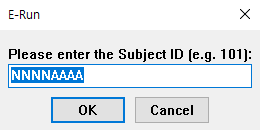 E-Run
Please enter the Subject ID (e.g. 101):
NNNNAAAA
OK
Cancel